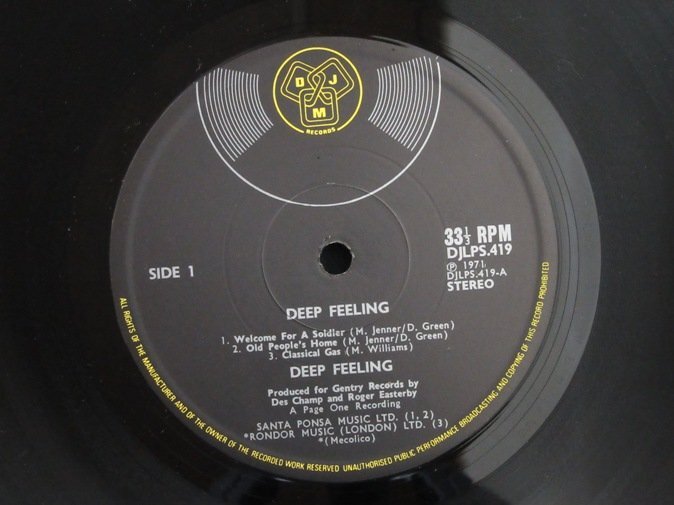 D J
M
RECORDS
33⅓ RPM
DJLPS.419
℗ 1971
DJLPS.419-A
STEREO
SIDE 1
DEEP FEELING
1. Welcome For A Soidier (M. Jenner/D. Green)
2. Old People's Home (M. Jenner/D. Green)
3. Classical Gas (M. Williams)
DEEP FEELING
Produced for Gentry Records by
Des Champ and Roger Easterby
A Page One Recording
SANTA PONSA MUSIC LTD. (1, 2)
*RONDOR MUSIC (LONDON) LTD. (3)
*(Mecolico)
ALL RIGHTS OF THE MANUFACTURER AND OF THE OWNER OF THE RECORDED WORK RESERVED UNAUTHORISED PUBLIC PERFORMANCE BROADCASTING AND COPYING OF THIS RECORD PROHIBITED